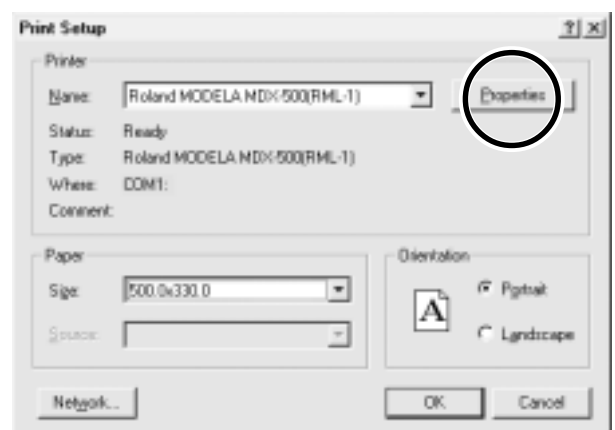 Print Setup
Printer
Name: Roland MODELA MDX-500(RML-1) Properties
Status: Ready
Type: Roland MODELA MDX-500(RML-1)
Where: COM1:
Comment:
Paper
Size: 500.0x330.0
Source:
Orientation
A
Portrait
Landscape
Network... OK Cancel